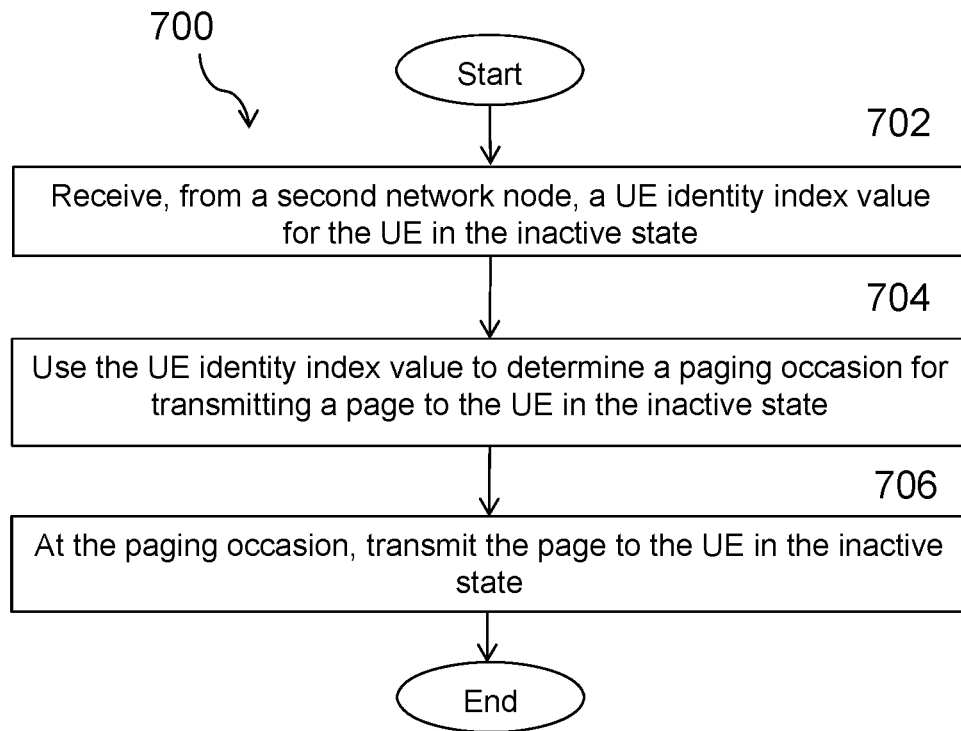 700
Start
702
Receive, from a second network node, a UE identity index value
for the UE in the inactive state
704
Use the UE identity index value to determine a paging occasion for
transmitting a page to the UE in the inactive state
706
At the paging occasion, transmit the page to the UE in the inactive
state
End